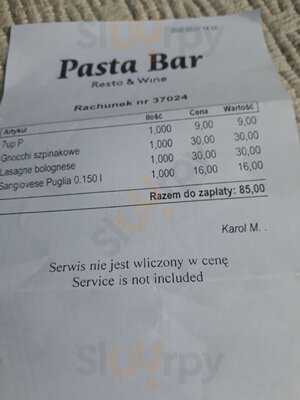 Pasta Bar
Resto & Wine
Rachunek nr 37024
Artykuł Ilość Cena Wartość
7up P 1,000 9,00 9,00
Gnocchi szpinakowe 1,000 30,00 30,00
Lasagne bolognese 1,000 30,00 30,00
Sangiovese Puglia 0.150 l 1,000 16,00 16,00
Razem do zapłaty: 85,00
Karol M. .
Serwis nie jest wliczony w cenę
Service is not included
sluurpy
sluurpy